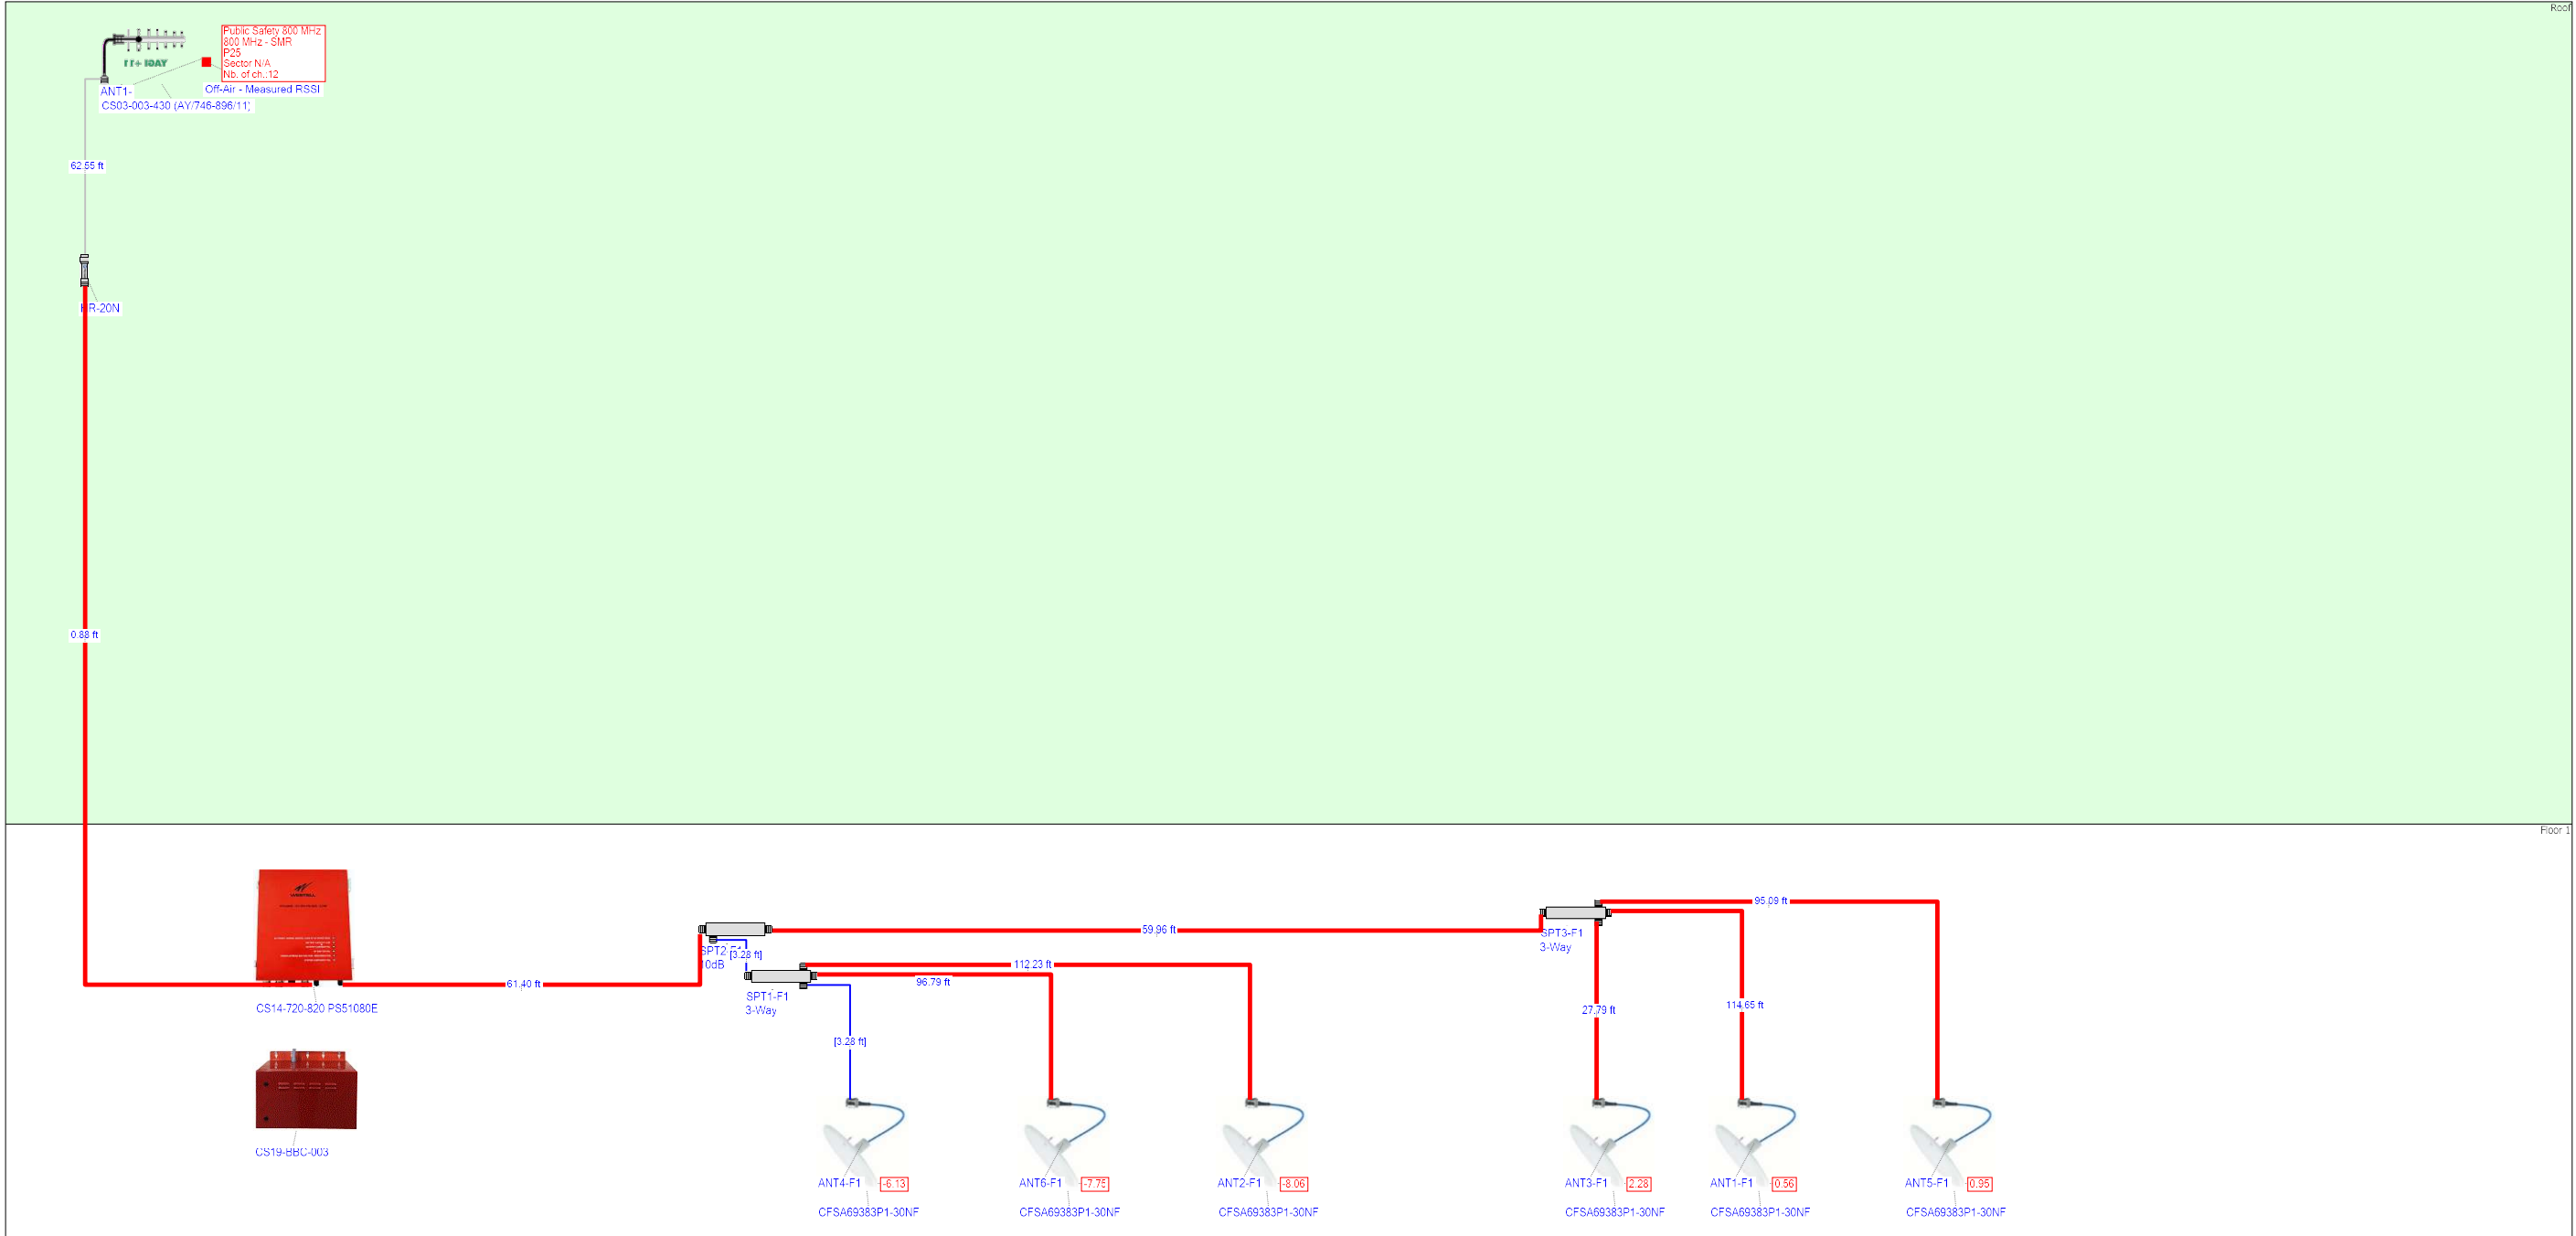 Roof
Public Safety 800 MHz
800 MHz - SMR
P25
Sector N/A
Nb. of ch.:12
YAGI
ANT1-
Off-Air - Measured RSSI
CS03-003-430 (AY/746-896/11)
62.55 ft
R-20N
0.88 ft
Floor 1
CS14-720-820 PS51080E
61.40 ft
SPT2-F1
10dB
[3.28 ft]
59.96 ft
SPT1-F1
3-Way
112.23 ft
96.79 ft
[3.28 ft]
SPT3-F1
3-Way
95.09 ft
27.79 ft
114.65 ft
CS19-BBC-003
ANT4-F1 -6.13
CFSA69383P1-30NF
ANT6-F1 -7.75
CFSA69383P1-30NF
ANT2-F1 -8.06
CFSA69383P1-30NF
ANT3-F1 2.28
CFSA69383P1-30NF
ANT1-F1 0.56
CFSA69383P1-30NF
ANT5-F1 0.95
CFSA69383P1-30NF